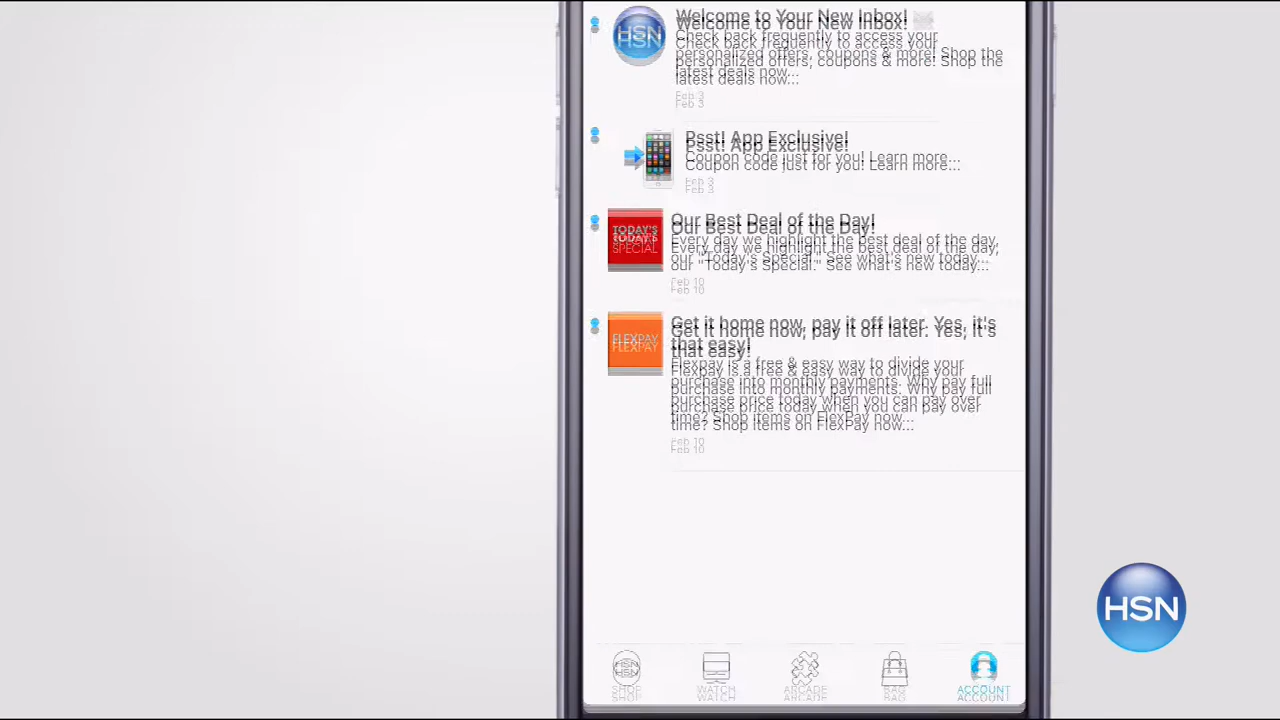 Welcome to Your New Inbox!
HSN
Check back frequently to access your
personalized offers, coupons & more! Shop the
latest deals now...
Feb 3
Psst! App Exclusive!
Coupon code just for you! Learn more...
Feb 3
Our Best Deal of the Day!
TODAY'S
SPECIAL
Every day we highlight the best deal of the day,
our "Today's Special." See what's new today...
Feb 10
Get it home now, pay it off later. Yes, it's
that easy!
FLEXPAY
Flexpay is a free & easy way to divide your
purchase into monthly payments. Why pay full
purchase price today when you can pay over
time? Shop items on FlexPay now...
Feb 10
HSN
HSN
SHOP
WATCH
ARCADE
BAG
ACCOUNT